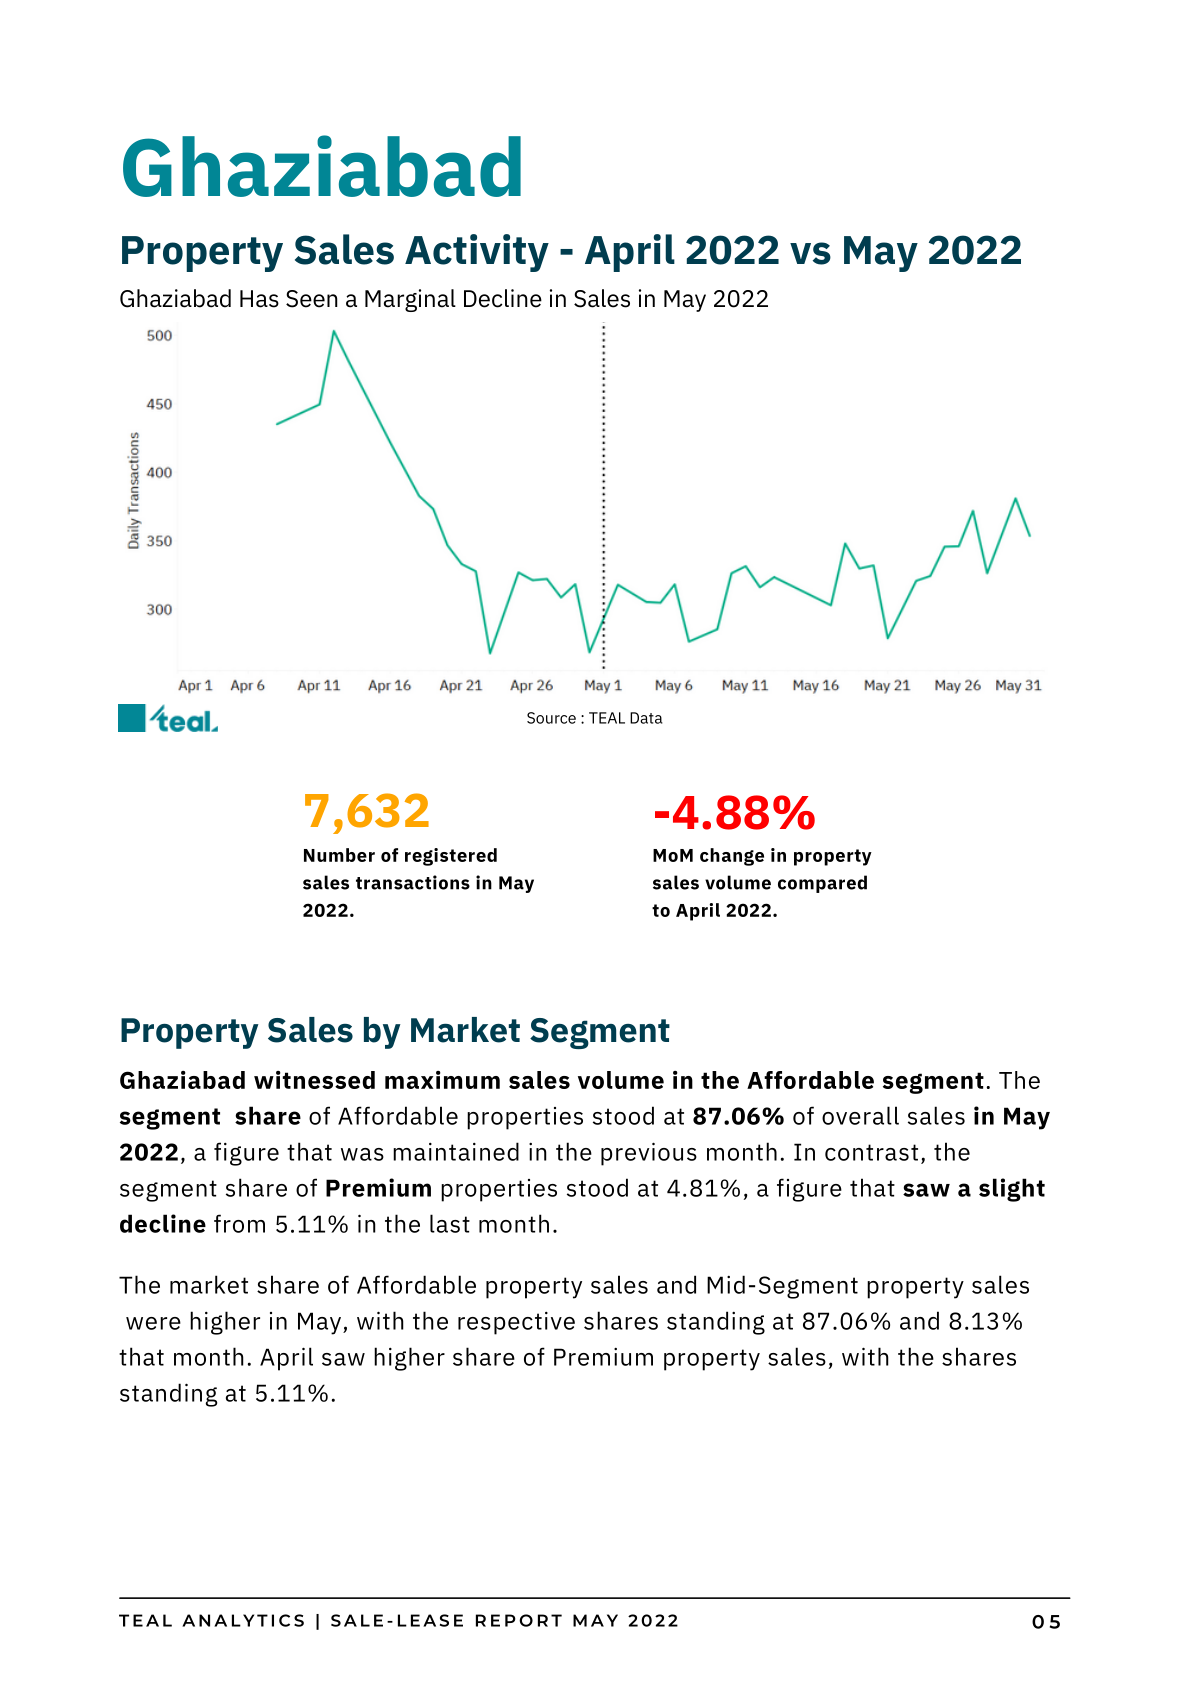 Ghaziabad
Property Sales Activity - April 2022 vs May 2022
Ghaziabad Has Seen a Marginal Decline in Sales in May 2022
500
450
400
350
300
Daily Transactions
Apr 1 Apr 6 Apr 11 Apr 16 Apr 21 Apr 26 May 1 May 6 May 11 May 16 May 21 May 26 May 31
teal.
Source : TEAL Data
7,632
Number of registered
sales transactions in May
2022.
-4.88%
MoM change in property
sales volume compared
to April 2022.
Property Sales by Market Segment
Ghaziabad witnessed maximum sales volume in the Affordable segment. The
segment share of Affordable properties stood at 87.06% of overall sales in May
2022, a figure that was maintained in the previous month. In contrast, the
segment share of Premium properties stood at 4.81%, a figure that saw a slight
decline from 5.11% in the last month.
The market share of Affordable property sales and Mid-Segment property sales
were higher in May, with the respective shares standing at 87.06% and 8.13%
that month. April saw higher share of Premium property sales, with the shares
standing at 5.11%.
TEAL ANALYTICS | SALE-LEASE REPORT MAY 2022
05